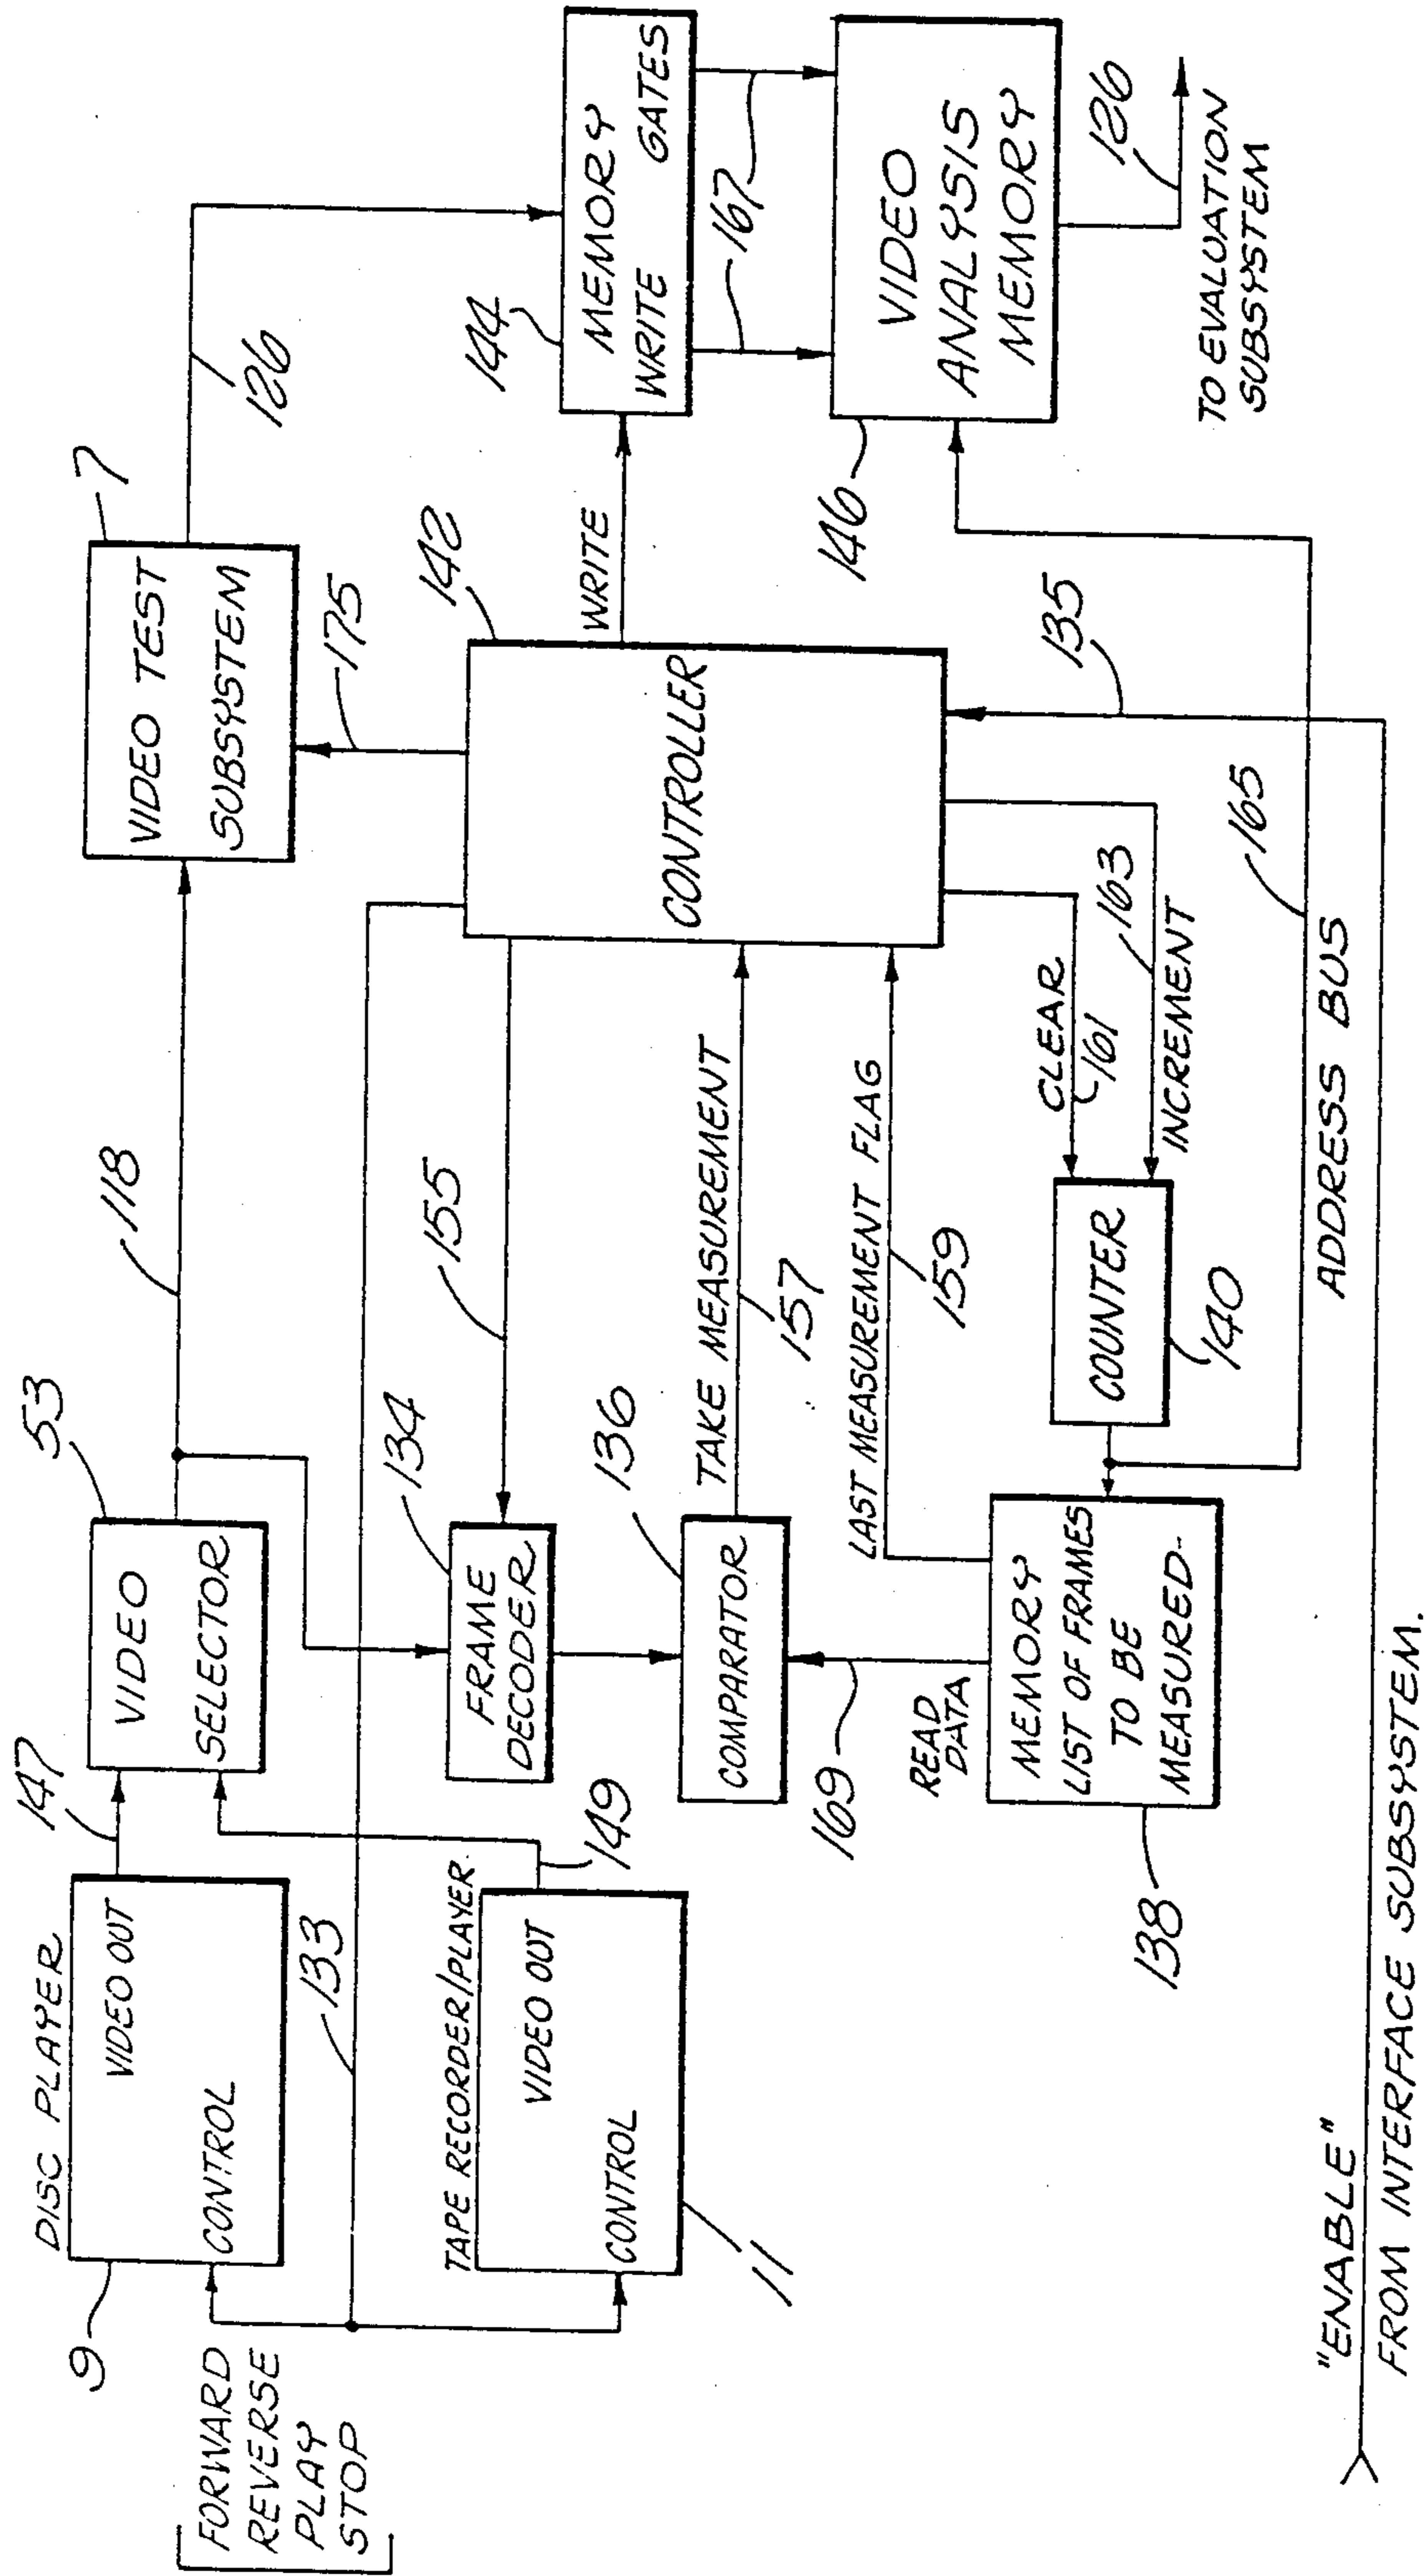 DISC PLAYER
9
VIDEO OUT
CONTROL
147
FORWARD
REVERSE
PLAY
STOP
133
TAPE RECORDER/PLAYER
VIDEO OUT
CONTROL
11
149
53
VIDEO
SELECTOR
118
134
FRAME
DECODER
155
136
COMPARATOR
TAKE MEASUREMENT
157
169
READ
DATA
LAST MEASUREMENT FLAG
159
MEMORY
LIST OF FRAMES
TO BE
MEASURED
138
COUNTER
140
CLEAR
161
163
INCREMENT
ADDRESS BUS
165
7
VIDEO TEST
SUBSYSTEM
175
142
CONTROLLER
135
WRITE
126
144
MEMORY
WRITE GATES
167
146
VIDEO
ANALYSIS
MEMORY
126
TO EVALUATION
SUBSYSTEM
"ENABLE"
FROM INTERFACE SUBSYSTEM.